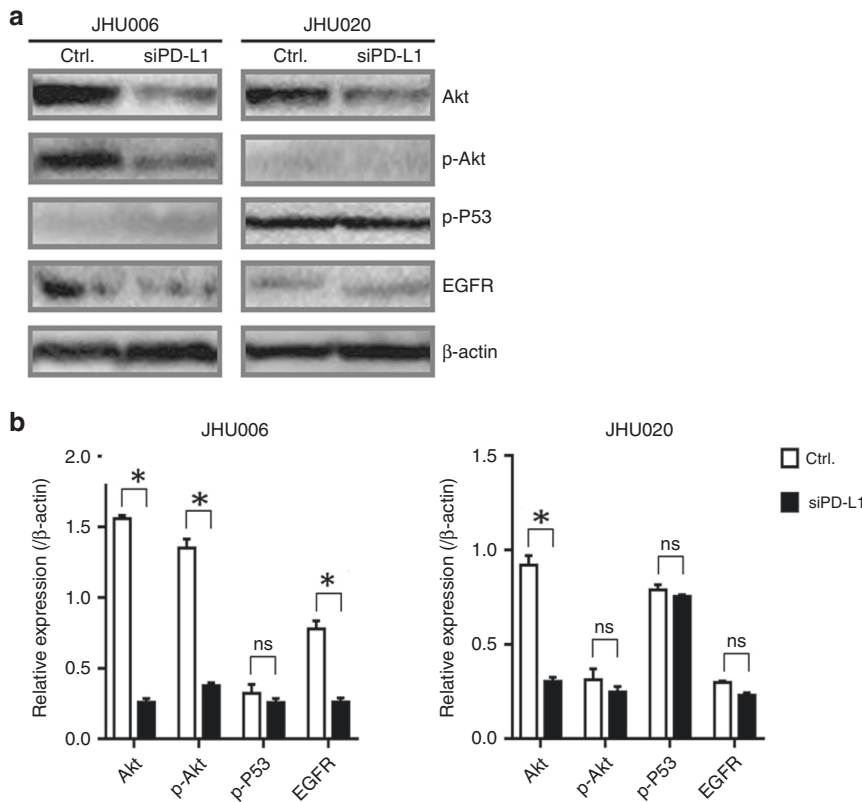 a
JHU006 JHU020
Ctrl. siPD-L1 Ctrl. siPD-L1
Akt
p-Akt
p-P53
EGFR
β-actin
b
JHU006
Relative expression (/β-actin)
2.0
1.5
1.0
0.5
0.0
* * ns *
Akt p-Akt p-P53 EGFR
JHU020
Relative expression (/β-actin)
1.5
1.0
0.5
0.0
* ns ns ns
Akt p-Akt p-P53 EGFR
Ctrl.
siPD-L1